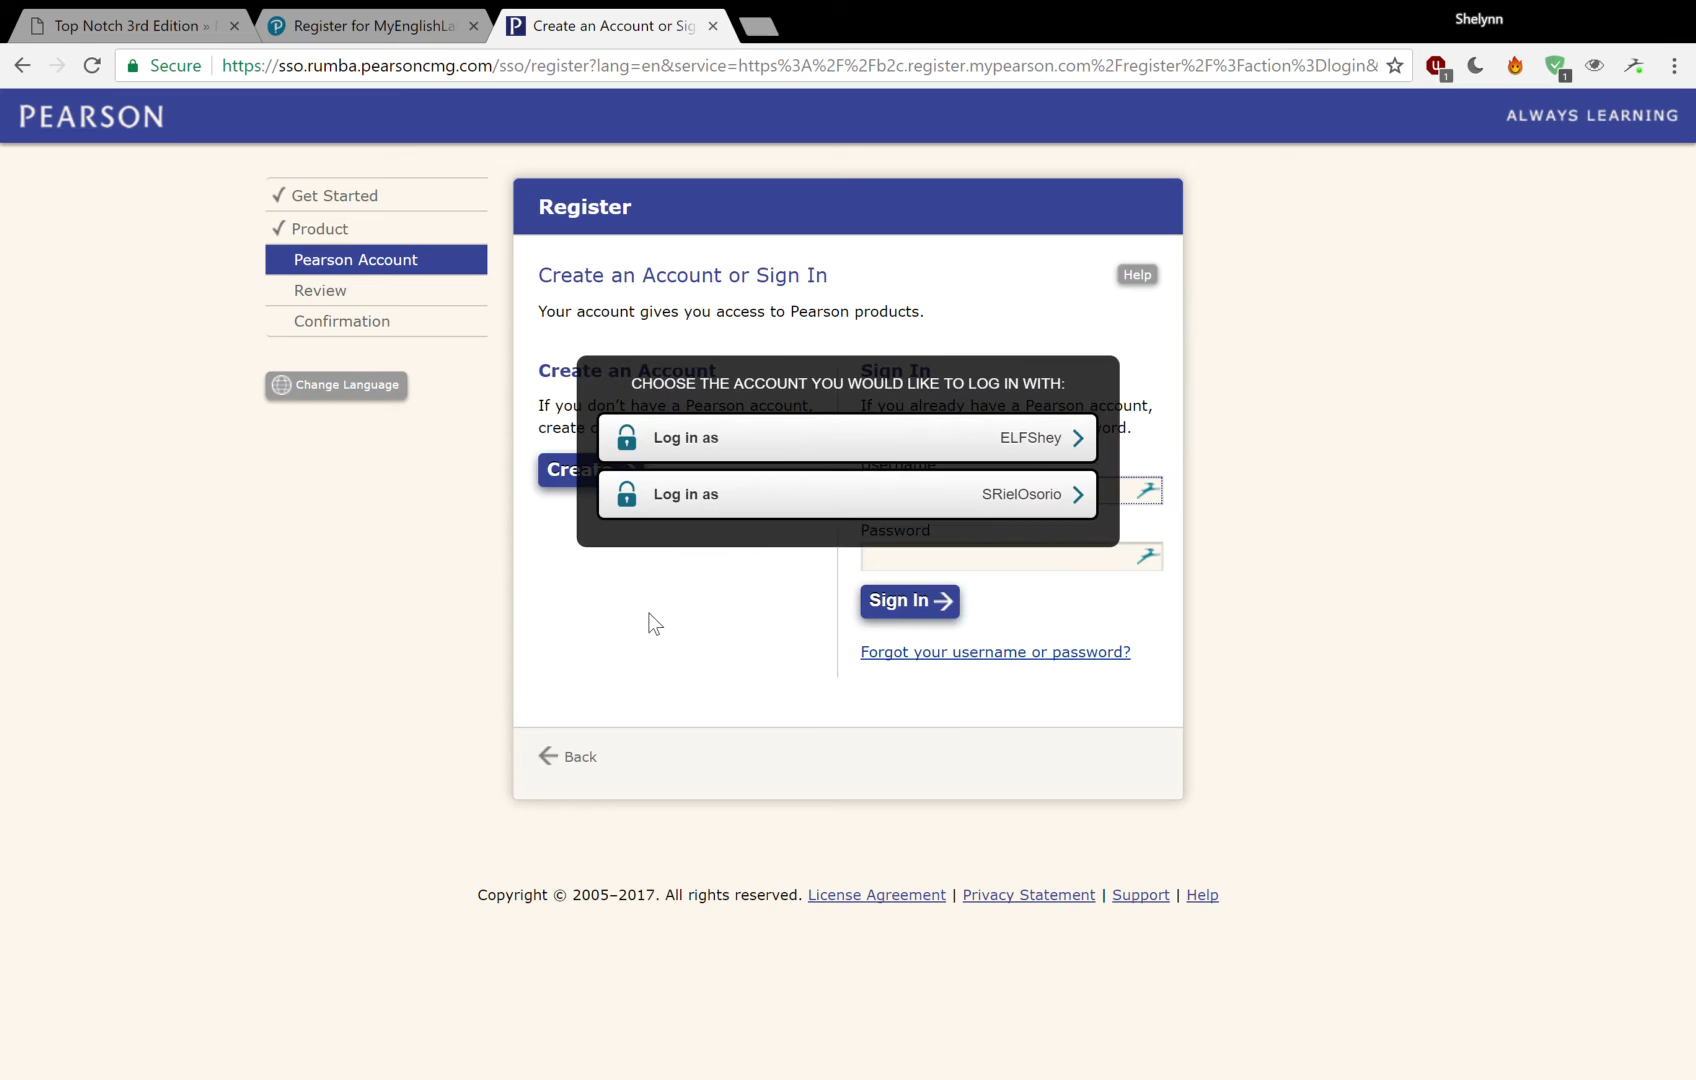 Shelynn
Top Notch 3rd Edition »
Register for MyEnglishLa
Create an Account or Sig
Secure https://sso.rumba.pearsoncmg.com/sso/register?lang=en&service=https%3A%2F%2Fb2c.register.mypearson.com%2Fregister%2F%3Faction%3Dlogin&
1
1
PEARSON
ALWAYS LEARNING
Get Started
Product
Pearson Account
Review
Confirmation
Change Language
Register
Create an Account or Sign In
Help
Your account gives you access to Pearson products.
Create an Account
Sign In
CHOOSE THE ACCOUNT YOU WOULD LIKE TO LOG IN WITH:
If you don't have a Pearson account,
If you already have a Pearson account,
create
Log in as ELFShey
Create
Username
Log in as SRielOsorio
Password
Sign In
Forgot your username or password?
Back
Copyright © 2005–2017. All rights reserved. License Agreement | Privacy Statement | Support | Help